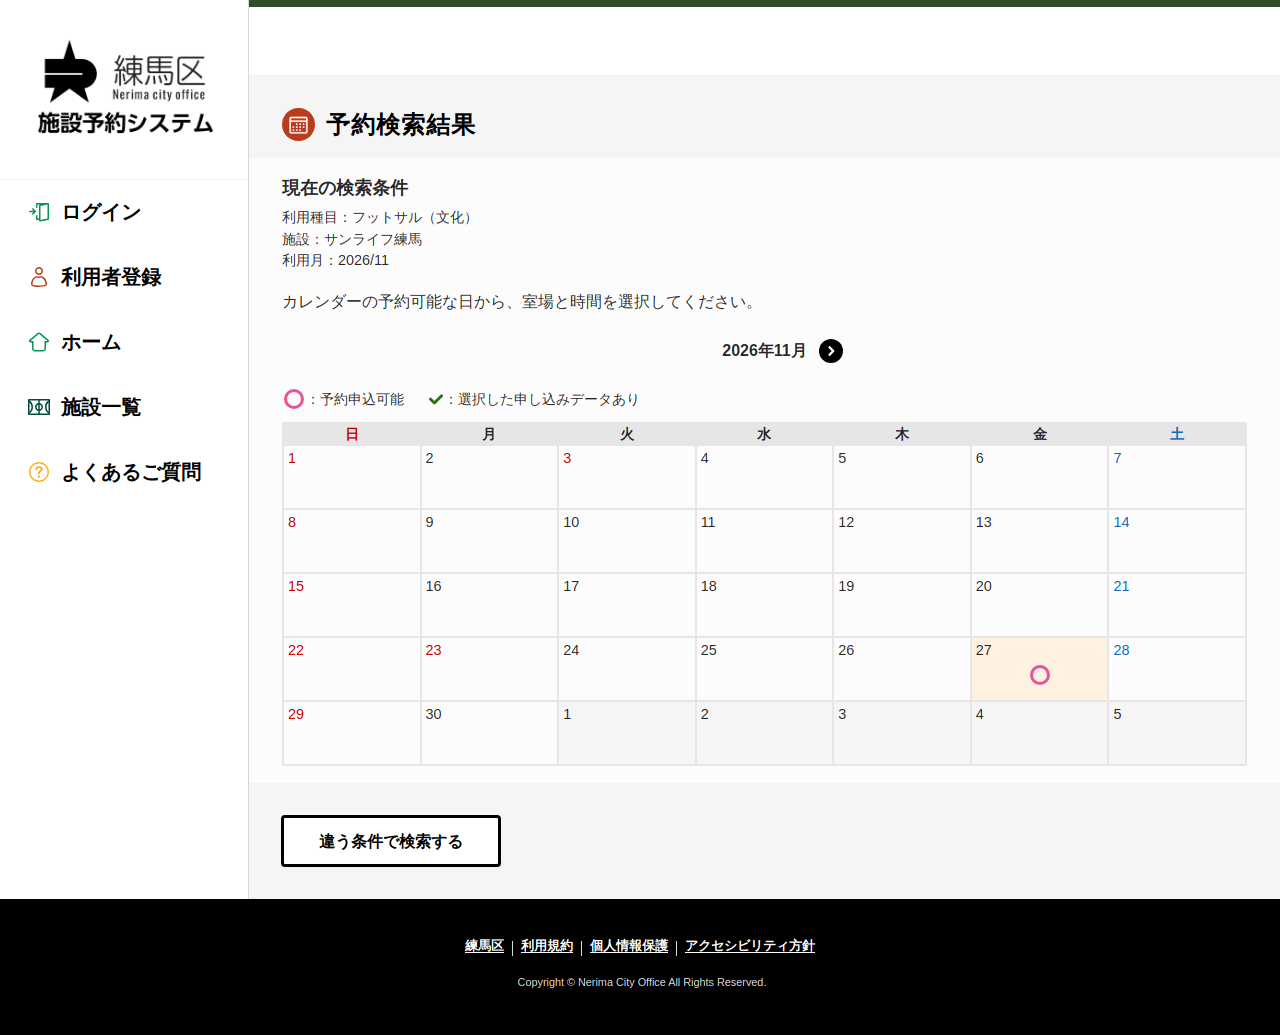 練馬区
Nerima city office
施設予約システム
ログイン
利用者登録
ホーム
施設一覧
よくあるご質問
予約検索結果
現在の検索条件
利用種目：フットサル（文化）
施設：サンライフ練馬
利用月：2026/11
カレンダーの予約可能な日から、室場と時間を選択してください。
2026年11月
：予約申込可能 ：選択した申し込みデータあり
日 月 火 水 木 金 土
1 2 3 4 5 6 7
8 9 10 11 12 13 14
15 16 17 18 19 20 21
22 23 24 25 26 27 28
29 30 1 2 3 4 5
違う条件で検索する
練馬区 | 利用規約 | 個人情報保護 | アクセシビリティ方針
Copyright © Nerima City Office All Rights Reserved.